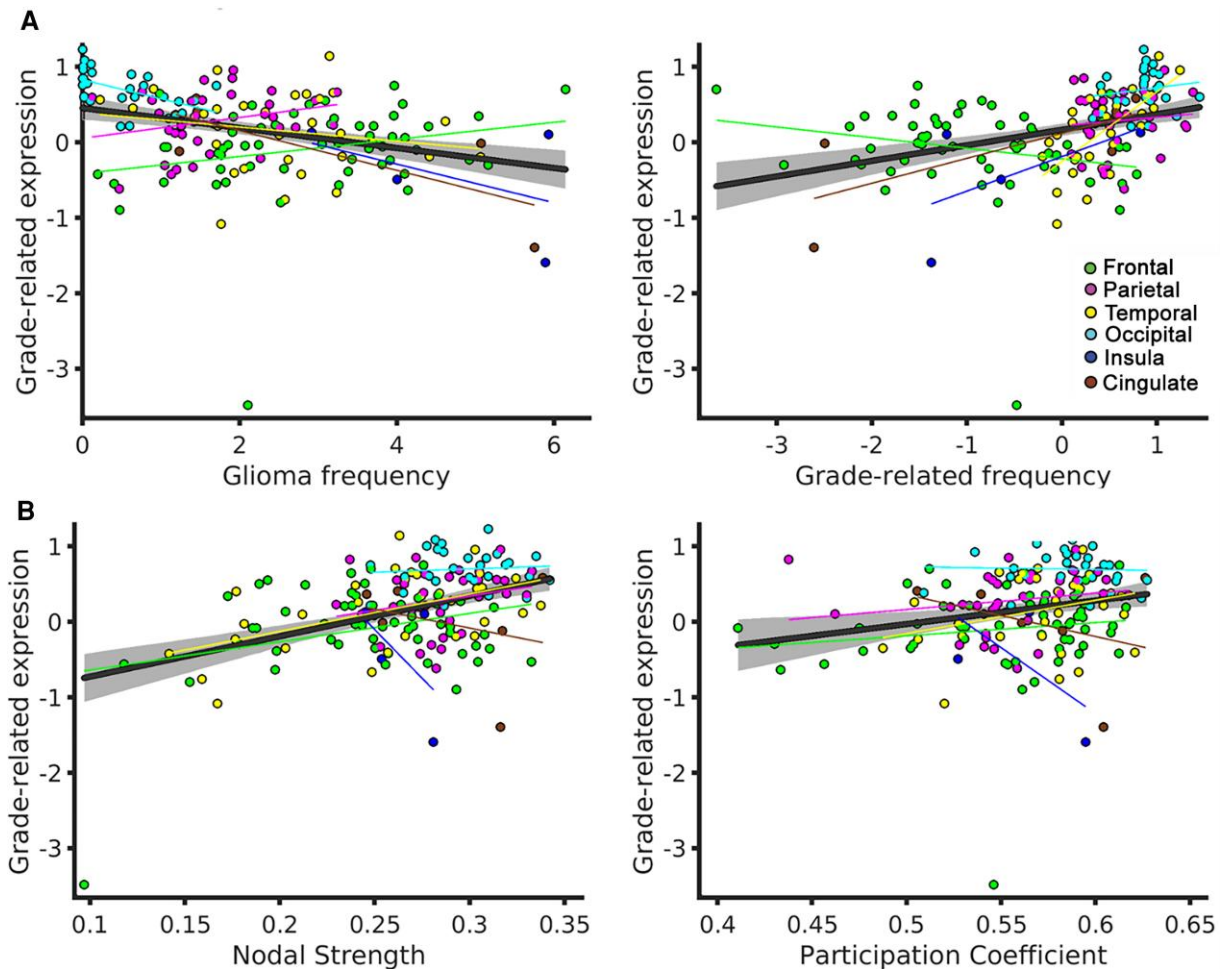 A
Grade-related expression
1
0
-1
-2
-3
0 2 4 6
Glioma frequency
Grade-related expression
1
0
-1
-2
-3
-3 -2 -1 0 1
Grade-related frequency
Frontal
Parietal
Temporal
Occipital
Insula
Cingulate
B
Grade-related expression
1
0
-1
-2
-3
0.1 0.15 0.2 0.25 0.3 0.35
Nodal Strength
Grade-related expression
1
0
-1
-2
-3
0.4 0.45 0.5 0.55 0.6 0.65
Participation Coefficient